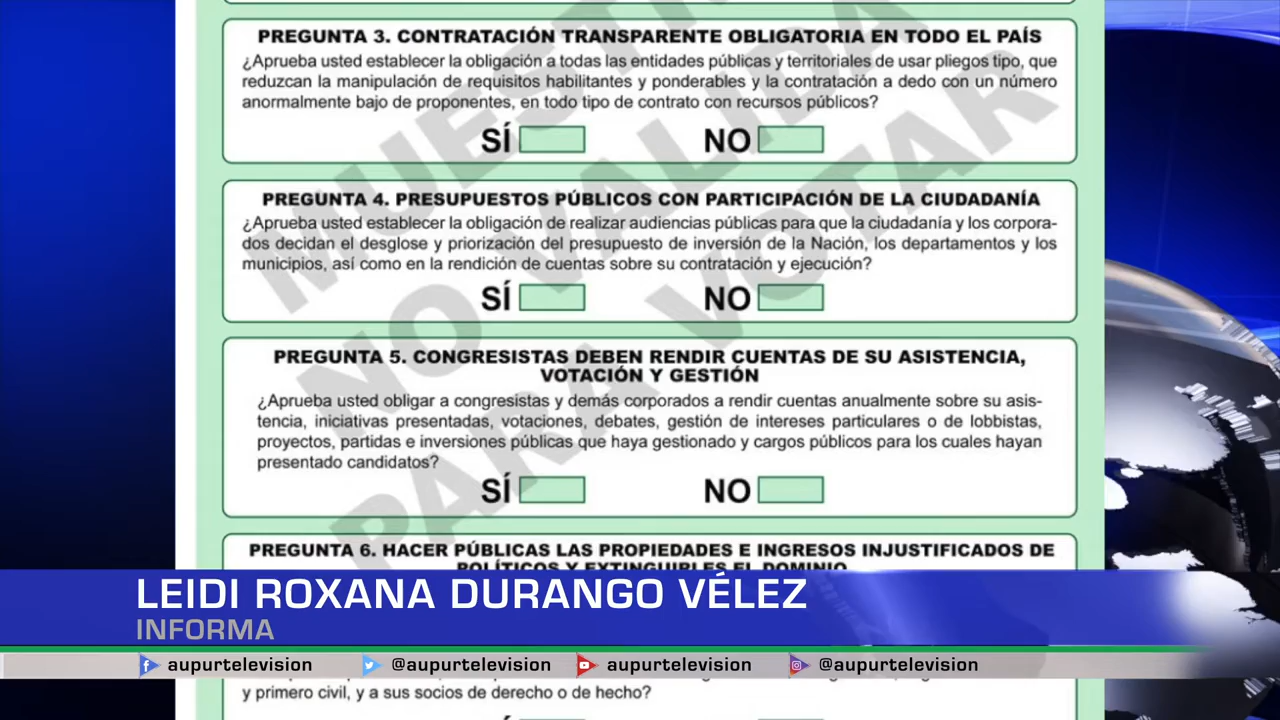 PREGUNTA 3. CONTRATACIÓN TRANSPARENTE OBLIGATORIA EN TODO EL PAÍS
¿Aprueba usted establecer la obligación a todas las entidades públicas y territoriales de usar pliegos tipo, que
reduzcan la manipulación de requisitos habilitantes y ponderables y la contratación a dedo con un número
anormalmente bajo de proponentes, en todo tipo de contrato con recursos públicos?
SÍ NO
PREGUNTA 4. PRESUPUESTOS PÚBLICOS CON PARTICIPACIÓN DE LA CIUDADANÍA
¿Aprueba usted establecer la obligación de realizar audiencias públicas para que la ciudadanía y los corpora-
dos decidan el desglose y priorización del presupuesto de inversión de la Nación, los departamentos y los
municipios, así como en la rendición de cuentas sobre su contratación y ejecución?
SÍ NO
PREGUNTA 5. CONGRESISTAS DEBEN RENDIR CUENTAS DE SU ASISTENCIA,
VOTACIÓN Y GESTIÓN
¿Aprueba usted obligar a congresistas y demás corporados a rendir cuentas anualmente sobre su asis-
tencia, iniciativas presentadas, votaciones, debates, gestión de intereses particulares o de lobbistas,
proyectos, partidas e inversiones públicas que haya gestionado y cargos públicos para los cuales hayan
presentado candidatos?
SÍ NO
PREGUNTA 6. HACER PÚBLICAS LAS PROPIEDADES E INGRESOS INJUSTIFICADOS DE
POLÍTICOS Y EXTINGUIRLES EL DOMINIO
LEIDI ROXANA DURANGO VÉLEZ
INFORMA
aupurtelevision @aupurtelevision aupurtelevision @aupurtelevision
y primero civil, y a sus socios de derecho o de hecho?
NO VALIDA
PARA VOTAR